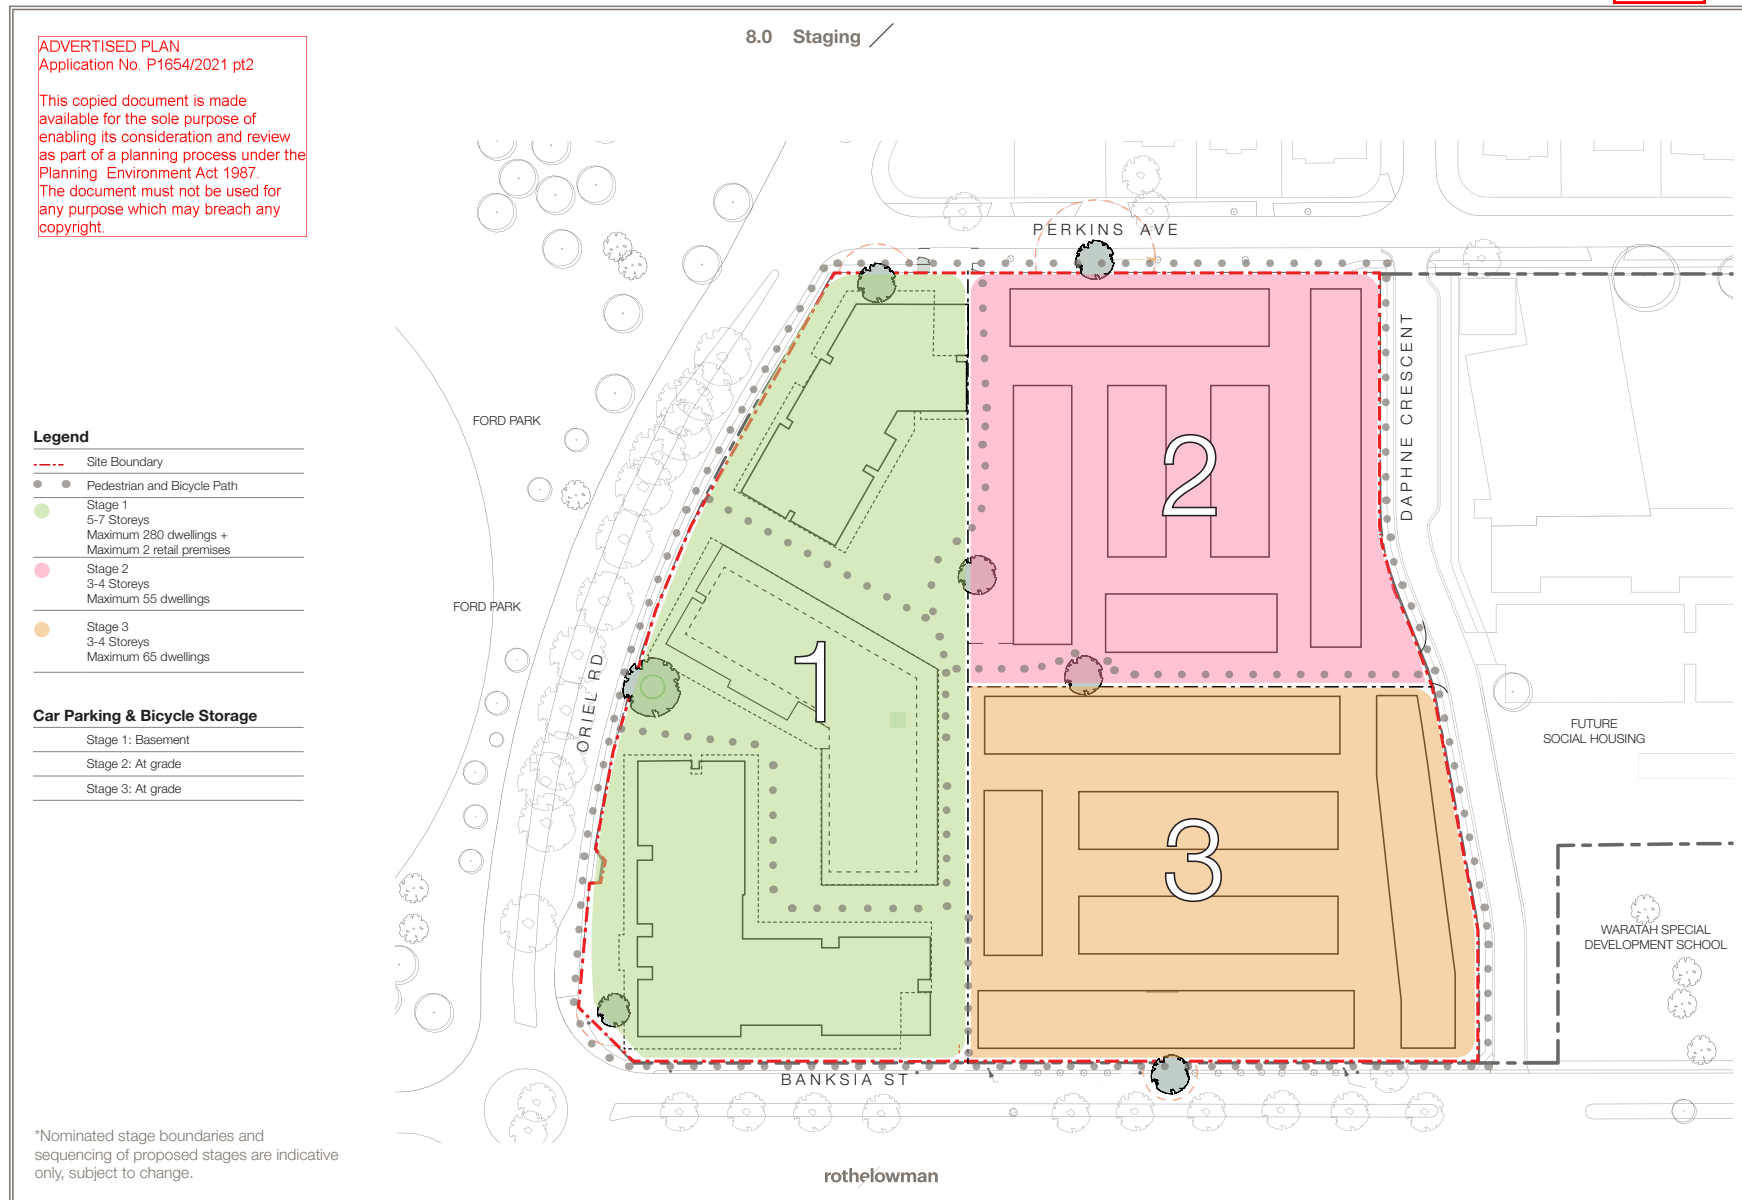 8.0 Staging
ADVERTISED PLAN
Application No. P1654/2021 pt2
This copied document is made
available for the sole purpose of
enabling its consideration and review
as part of a planning process under the
Planning Environment Act 1987.
The document must not be used for
any purpose which may breach any
copyright.
PERKINS AVE
DAPHNE CRESCENT
FORD PARK
FORD PARK
ORIEL RD
1
2
3
BANKSIA ST
FUTURE
SOCIAL HOUSING
WARATAH SPECIAL
DEVELOPMENT SCHOOL
Legend
Site Boundary
Pedestrian and Bicycle Path
Stage 1
5-7 Storeys
Maximum 280 dwellings +
Maximum 2 retail premises
Stage 2
3-4 Storeys
Maximum 55 dwellings
Stage 3
3-4 Storeys
Maximum 65 dwellings
Car Parking & Bicycle Storage
Stage 1: Basement
Stage 2: At grade
Stage 3: At grade
*Nominated stage boundaries and
sequencing of proposed stages are indicative
only, subject to change.
rothelowman